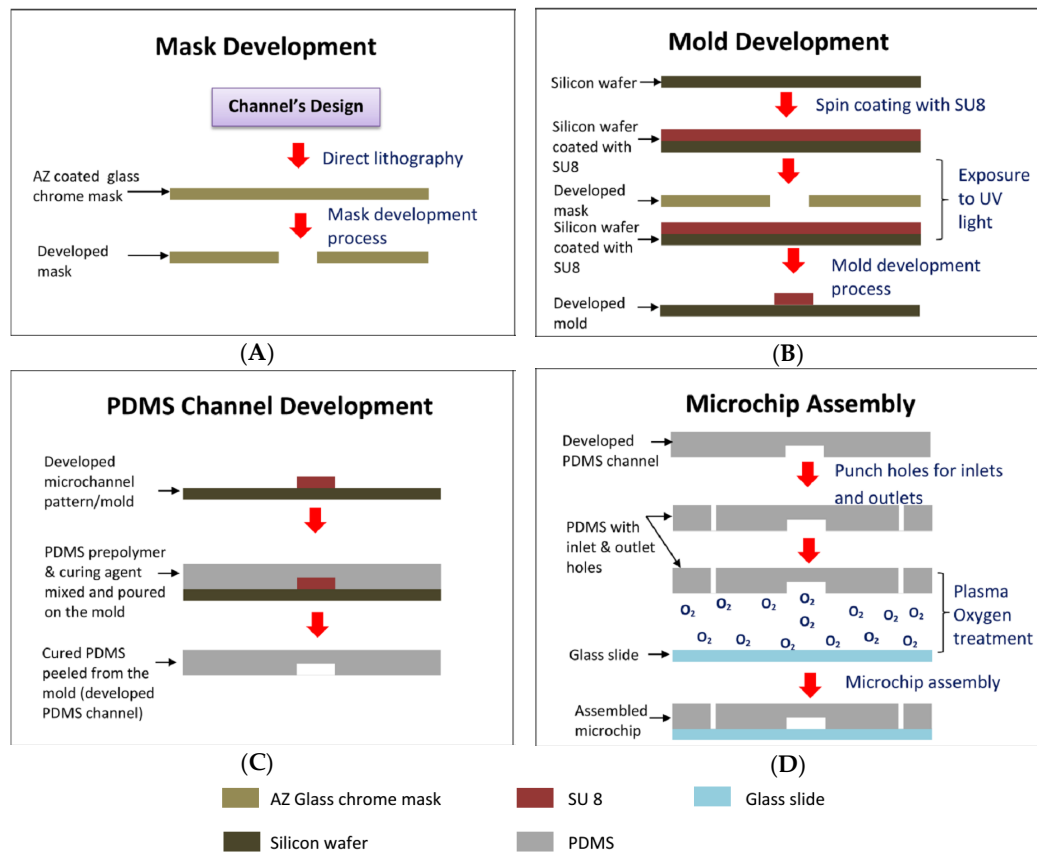 Mask Development
Channel's Design
Direct lithography
AZ coated glass
chrome mask
Mask development
process
Developed
mask
(A)
Mold Development
Silicon wafer
Spin coating with SU8
Silicon wafer
coated with
SU8
Exposure
to UV
light
Developed
mask
Silicon wafer
coated with
SU8
Mold development
process
Developed
mold
(B)
PDMS Channel Development
Developed
microchannel
pattern/mold
PDMS prepolymer
& curing agent
mixed and poured
on the mold
Cured PDMS
peeled from the
mold (developed
PDMS channel)
(C)
Microchip Assembly
Developed
PDMS channel
Punch holes for inlets
and outlets
PDMS with
inlet & outlet
holes
O₂ O₂ O₂ O₂ O₂ O₂ O₂
O₂
O₂ O₂ O₂ O₂ O₂ O₂ O₂
Plasma
Oxygen
treatment
Glass slide
Microchip assembly
Assembled
microchip
(D)
AZ Glass chrome mask
SU 8
Glass slide
Silicon wafer
PDMS